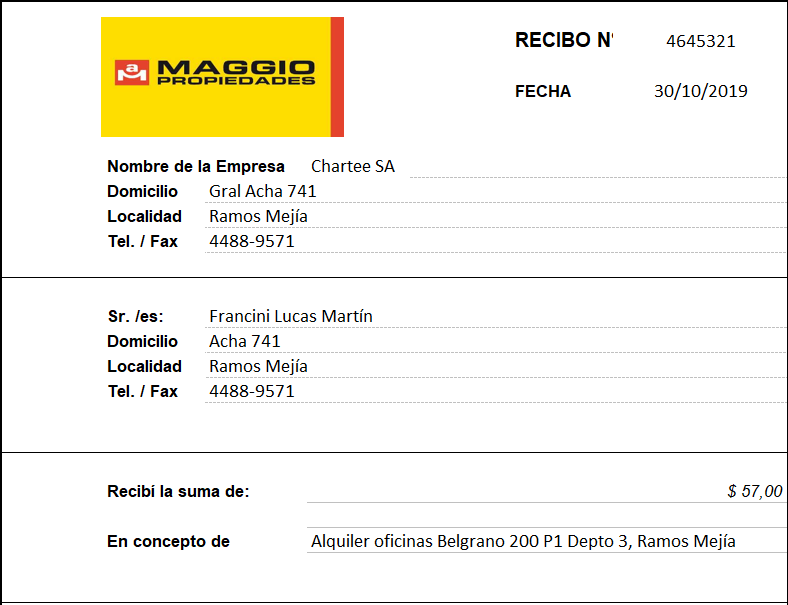 MAGGIO
PROPIEDADES
RECIBO N° 4645321
FECHA 30/10/2019
Nombre de la Empresa Chartee SA
Domicilio Gral Acha 741
Localidad Ramos Mejía
Tel. / Fax 4488-9571
Sr. /es: Francini Lucas Martín
Domicilio Acha 741
Localidad Ramos Mejía
Tel. / Fax 4488-9571
Recibí la suma de: $ 57,00
En concepto de Alquiler oficinas Belgrano 200 P1 Depto 3, Ramos Mejía